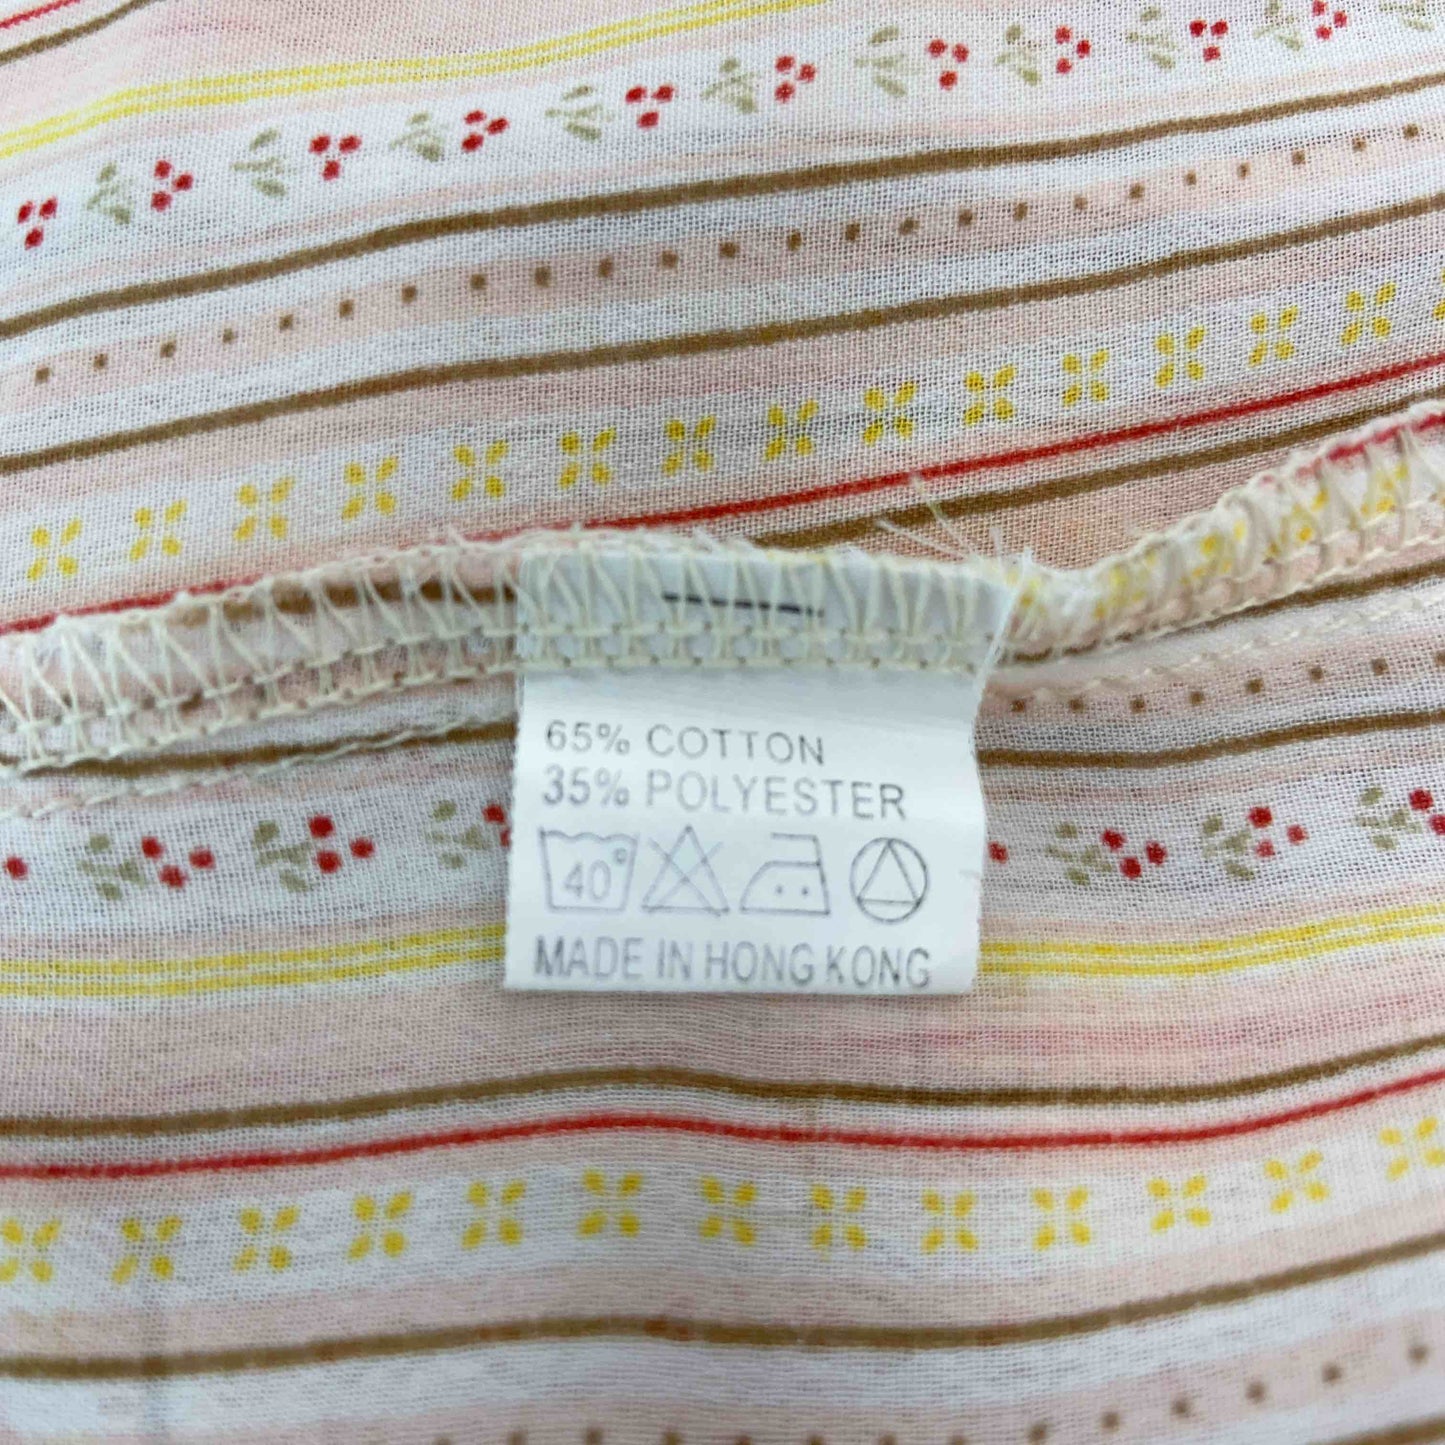 65% COTTON
35% POLYESTER
40°
MADE IN HONG KONG